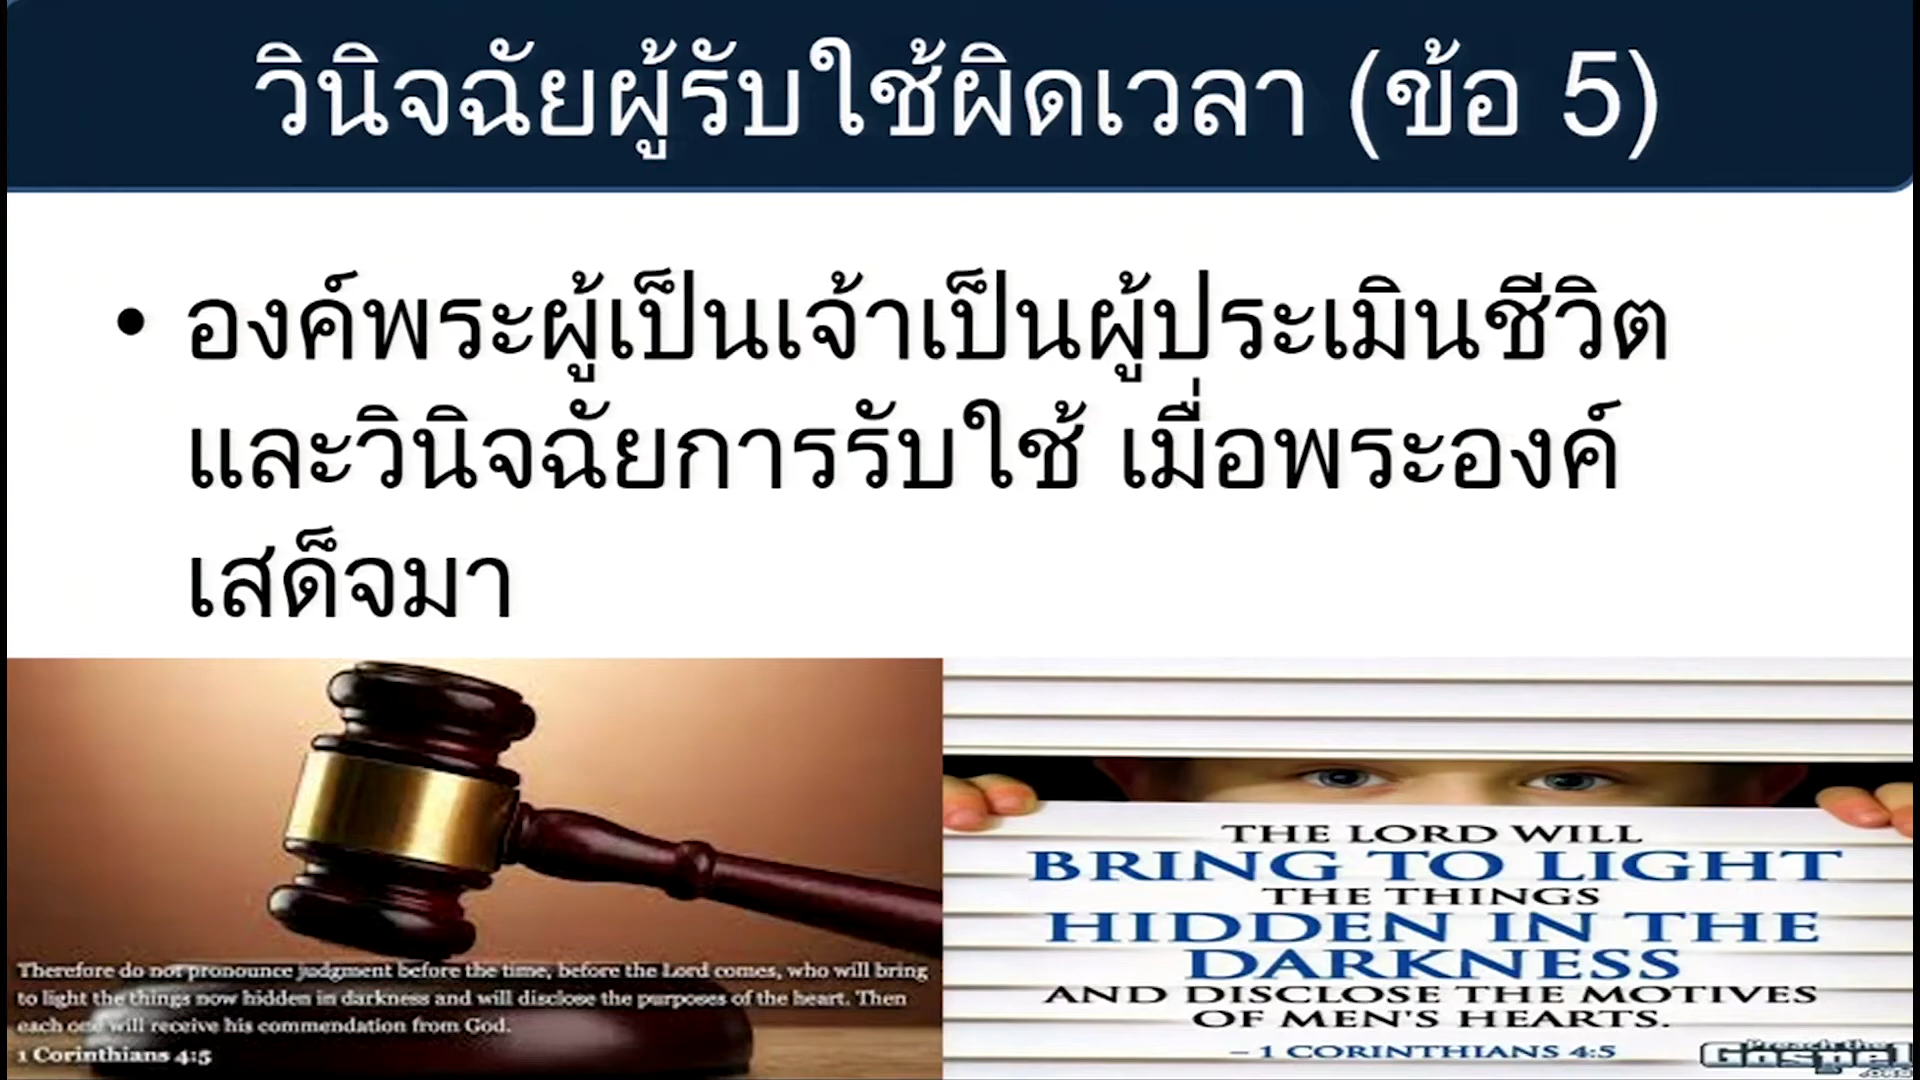 วินิจฉัยผู้รับใช้ผิดเวลา (ข้อ 5)
• องค์พระผู้เป็นเจ้าเป็นผู้ประเมินชีวิต
และวินิจฉัยการรับใช้ เมื่อพระองค์
เสด็จมา
Therefore do not pronounce judgment before the time, before the Lord comes, who will bring
to light the things now hidden in darkness and will disclose the purposes of the heart. Then
each one will receive his commendation from God.
1 Corinthians 4:5
THE LORD WILL
BRING TO LIGHT
THE THINGS
HIDDEN IN THE
DARKNESS
AND DISCLOSE THE MOTIVES
OF MEN'S HEARTS.
– 1 CORINTHIANS 4:5
Preach the
Gospel
.ORG